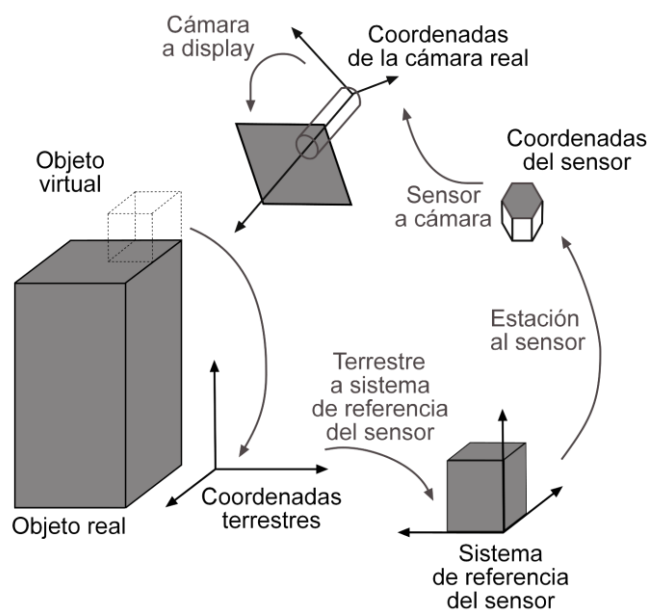 Cámara
a display
Coordenadas
de la cámara real
Objeto
virtual
Coordenadas
del sensor
Sensor
a cámara
Estación
al sensor
Terrestre
a sistema
de referencia
del sensor
Coordenadas
terrestres
Objeto real
Sistema
de referencia
del sensor